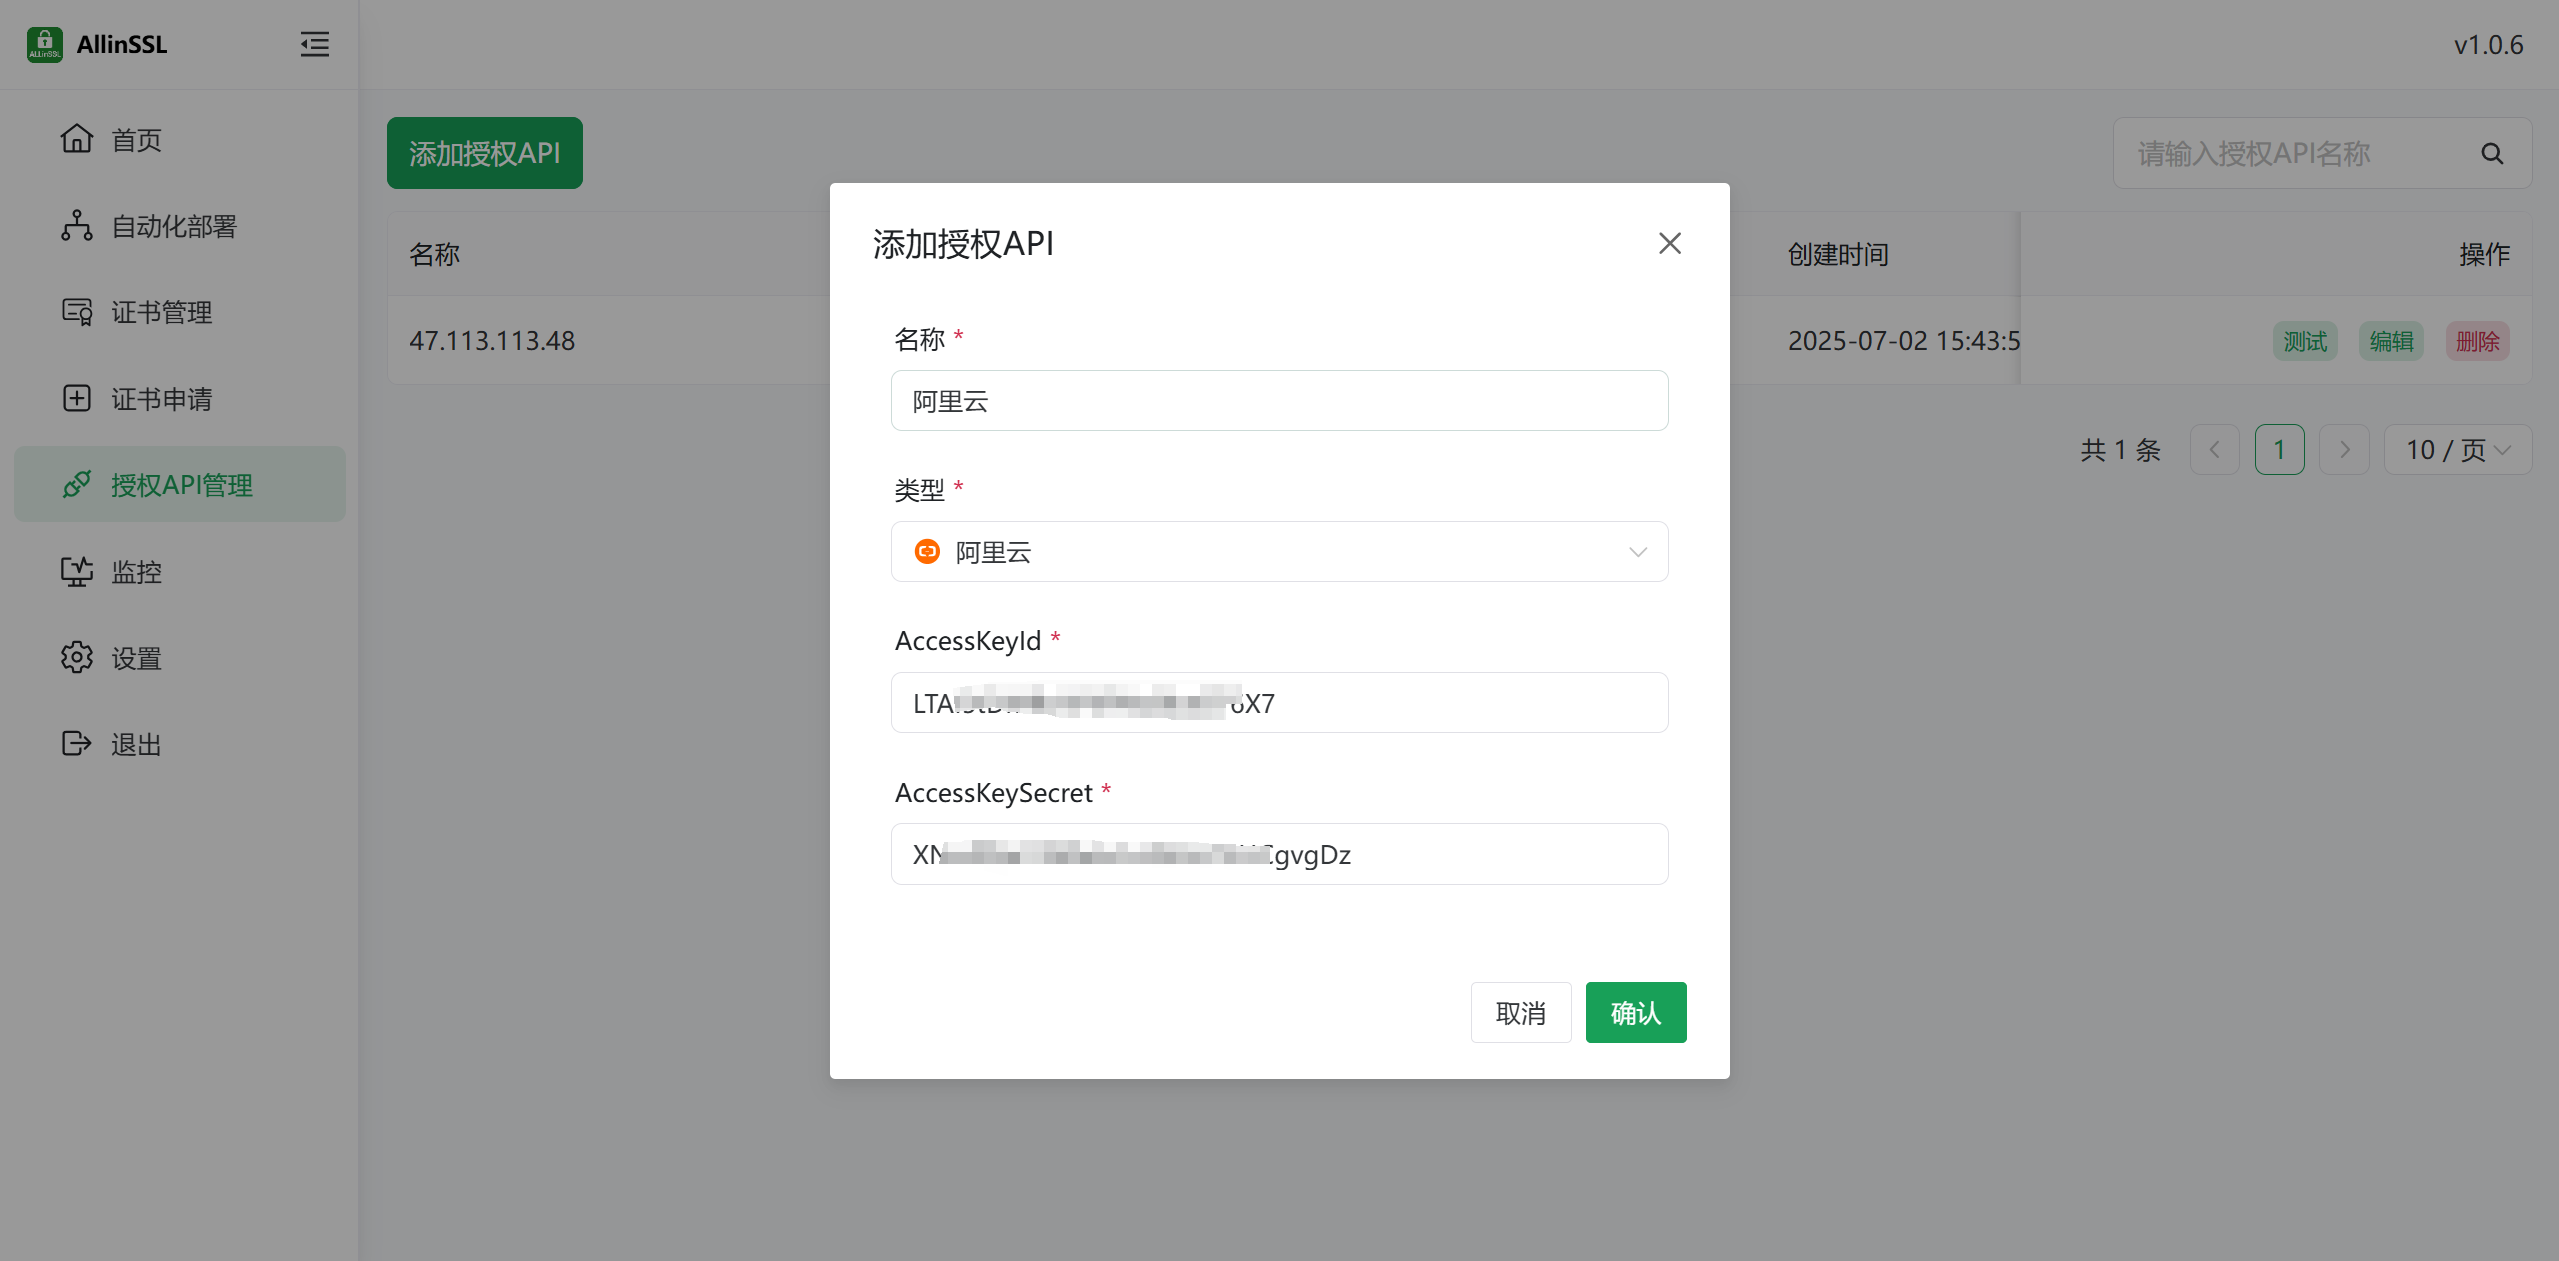 AllinSSL
v1.0.6
首页
自动化部署
证书管理
证书申请
授权API管理
监控
设置
退出
添加授权API
请输入授权API名称
名称
创建时间
操作
47.113.113.48
2025-07-02 15:43:5
测试
编辑
删除
共 1 条
1
10 / 页
添加授权API
名称 *
阿里云
类型 *
阿里云
AccessKeyId *
LTA
6X7
AccessKeySecret *
gvgDz
取消
确认